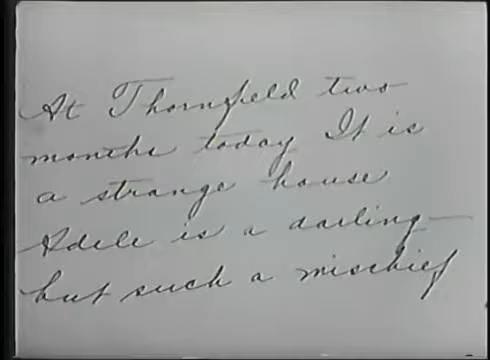 At Thornfield two
months today It is
a strange house
Adele is a darling—
but such a mischief